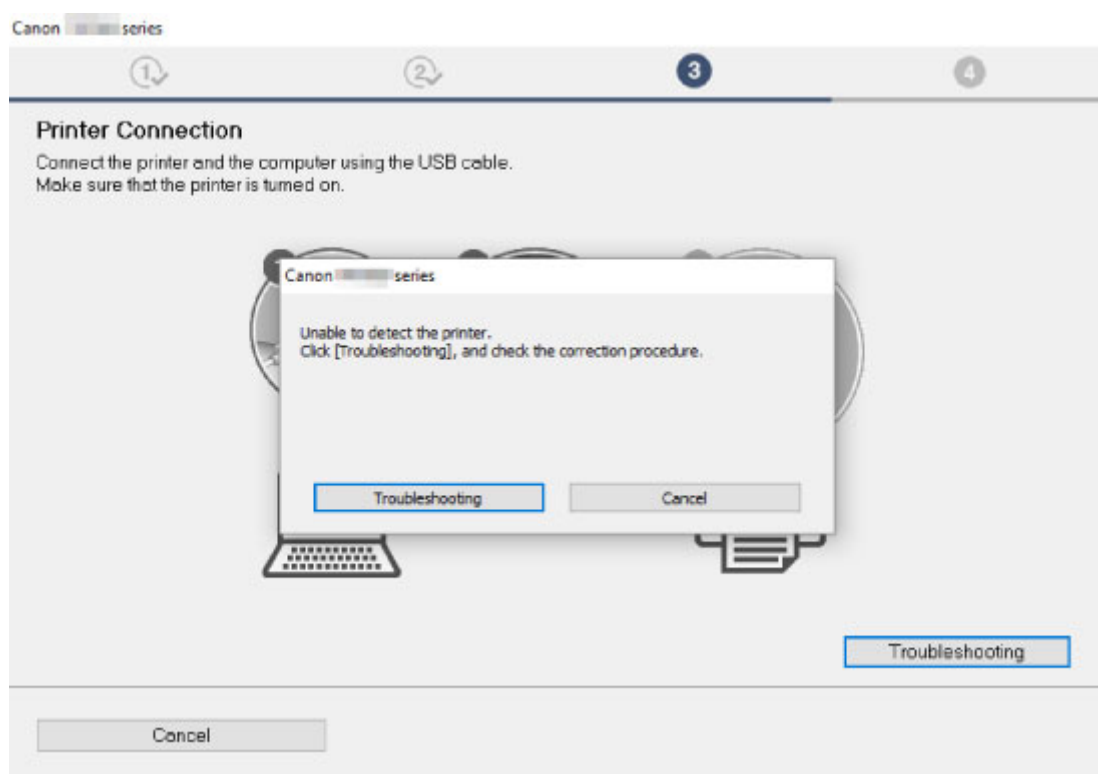 Canon series
1 2 3 4
Printer Connection
Connect the printer and the computer using the USB cable.
Make sure that the printer is turned on.
Canon series
Unable to detect the printer.
Click [Troubleshooting], and check the correction procedure.
Troubleshooting Cancel
Troubleshooting
Cancel